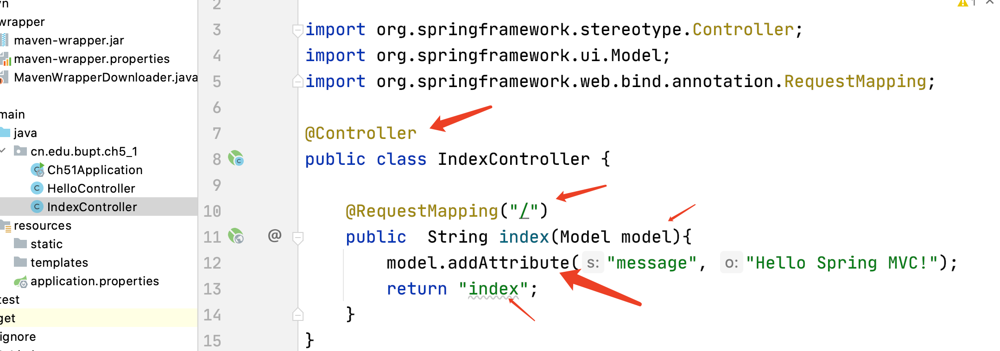 wrapper
maven-wrapper.jar
maven-wrapper.properties
MavenWrapperDownloader.java
main
java
cn.edu.bupt.ch5_1
Ch51Application
HelloController
IndexController
resources
static
templates
application.properties
test
get
ignore
1
2
3 import org.springframework.stereotype.Controller;
4 import org.springframework.ui.Model;
5 import org.springframework.web.bind.annotation.RequestMapping;
6
7 @Controller
8 public class IndexController {
9
10 @RequestMapping("/")
11 @ public  String index(Model model){
12 model.addAttribute( s: "message", o: "Hello Spring MVC!");
13 return "index";
14 }
15 }